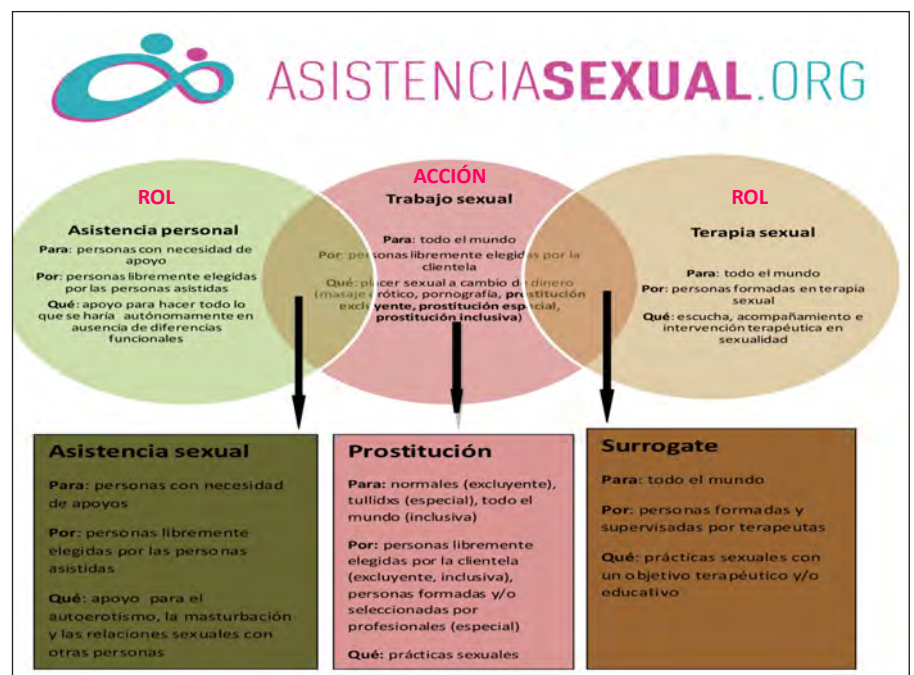 ASISTENCIASEXUAL.ORG
ROL
Asistencia personal
Para: personas con necesidad de
apoyo
Por: personas libremente elegidas
por las personas asistidas
Qué: apoyo para hacer todo lo
que se haría autónomamente en
ausencia de diferencias
funcionales
ACCIÓN
Trabajo sexual
Para: todo el mundo
Por: personas libremente elegidas por la
clientela
Qué: placer sexual a cambio de dinero
(masaje erótico, pornografía, prostitución
excluyente, prostitución especial,
prostitución inclusiva)
ROL
Terapia sexual
Para: todo el mundo
Por: personas formadas en terapia
sexual
Qué: escucha, acompañamiento e
intervención terapéutica en
sexualidad
Asistencia sexual
Para: personas con necesidad
de apoyos
Por: personas libremente
elegidas por las personas
asistidas
Qué: apoyo para el
autoerotismo, la masturbación
y las relaciones sexuales con
otras personas
Prostitución
Para: normales (excluyente),
tullidxs (especial), todo el
mundo (inclusiva)
Por: personas libremente
elegidas por la clientela
(excluyente, inclusiva),
personas formadas y/o
seleccionadas por
profesionales (especial)
Qué: prácticas sexuales
Surrogate
Para: todo el mundo
Por: personas formadas y
supervisadas por terapeutas
Qué: prácticas sexuales con
un objetivo terapéutico y/o
educativo